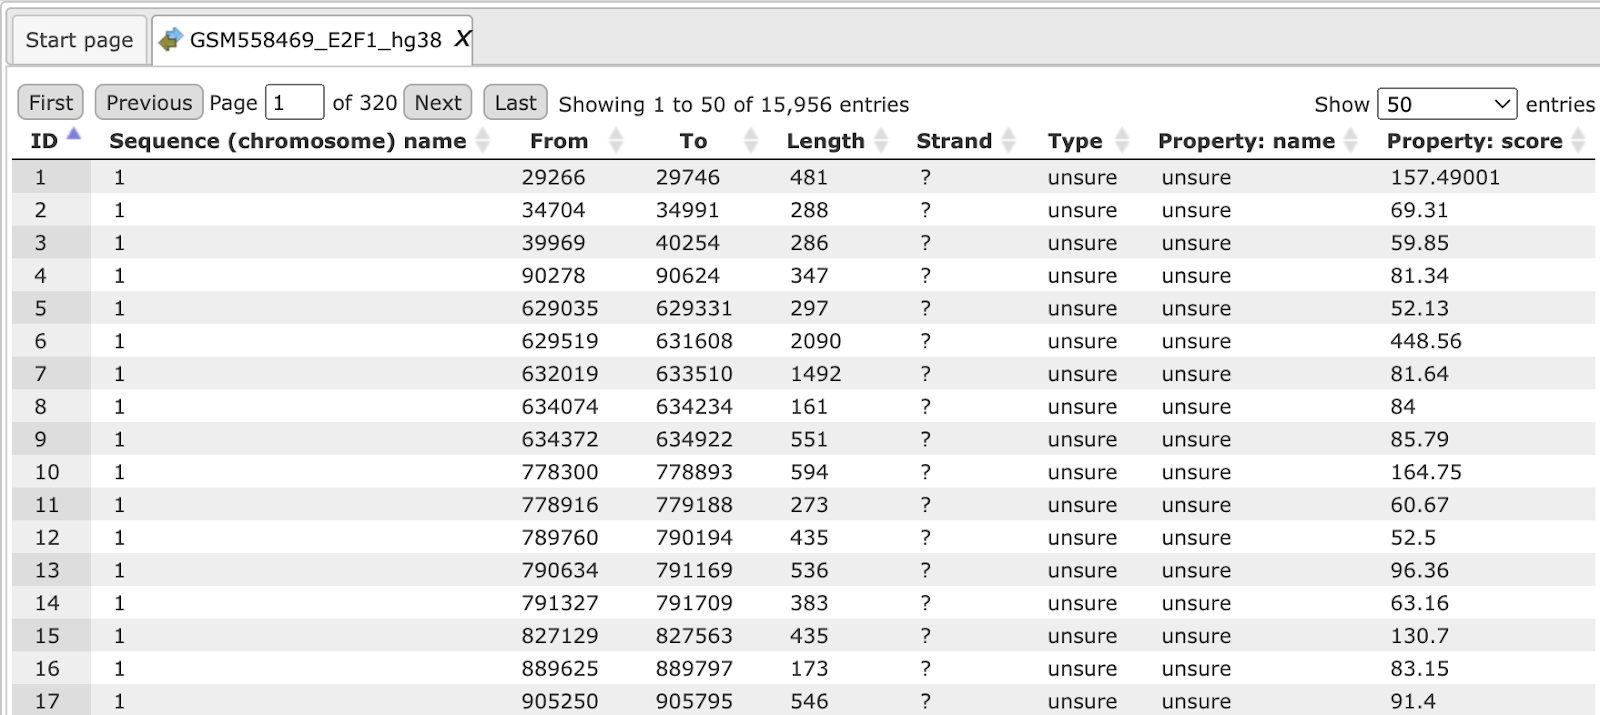 Start page GSM558469_E2F1_hg38 X
First Previous Page 1 of 320 Next Last Showing 1 to 50 of 15,956 entries Show 50 entries
ID Sequence (chromosome) name From To Length Strand Type Property: name Property: score
1 1 29266 29746 481 ? unsure unsure 157.49001
2 1 34704 34991 288 ? unsure unsure 69.31
3 1 39969 40254 286 ? unsure unsure 59.85
4 1 90278 90624 347 ? unsure unsure 81.34
5 1 629035 629331 297 ? unsure unsure 52.13
6 1 629519 631608 2090 ? unsure unsure 448.56
7 1 632019 633510 1492 ? unsure unsure 81.64
8 1 634074 634234 161 ? unsure unsure 84
9 1 634372 634922 551 ? unsure unsure 85.79
10 1 778300 778893 594 ? unsure unsure 164.75
11 1 778916 779188 273 ? unsure unsure 60.67
12 1 789760 790194 435 ? unsure unsure 52.5
13 1 790634 791169 536 ? unsure unsure 96.36
14 1 791327 791709 383 ? unsure unsure 63.16
15 1 827129 827563 435 ? unsure unsure 130.7
16 1 889625 889797 173 ? unsure unsure 83.15
17 1 905250 905795 546 ? unsure unsure 91.4